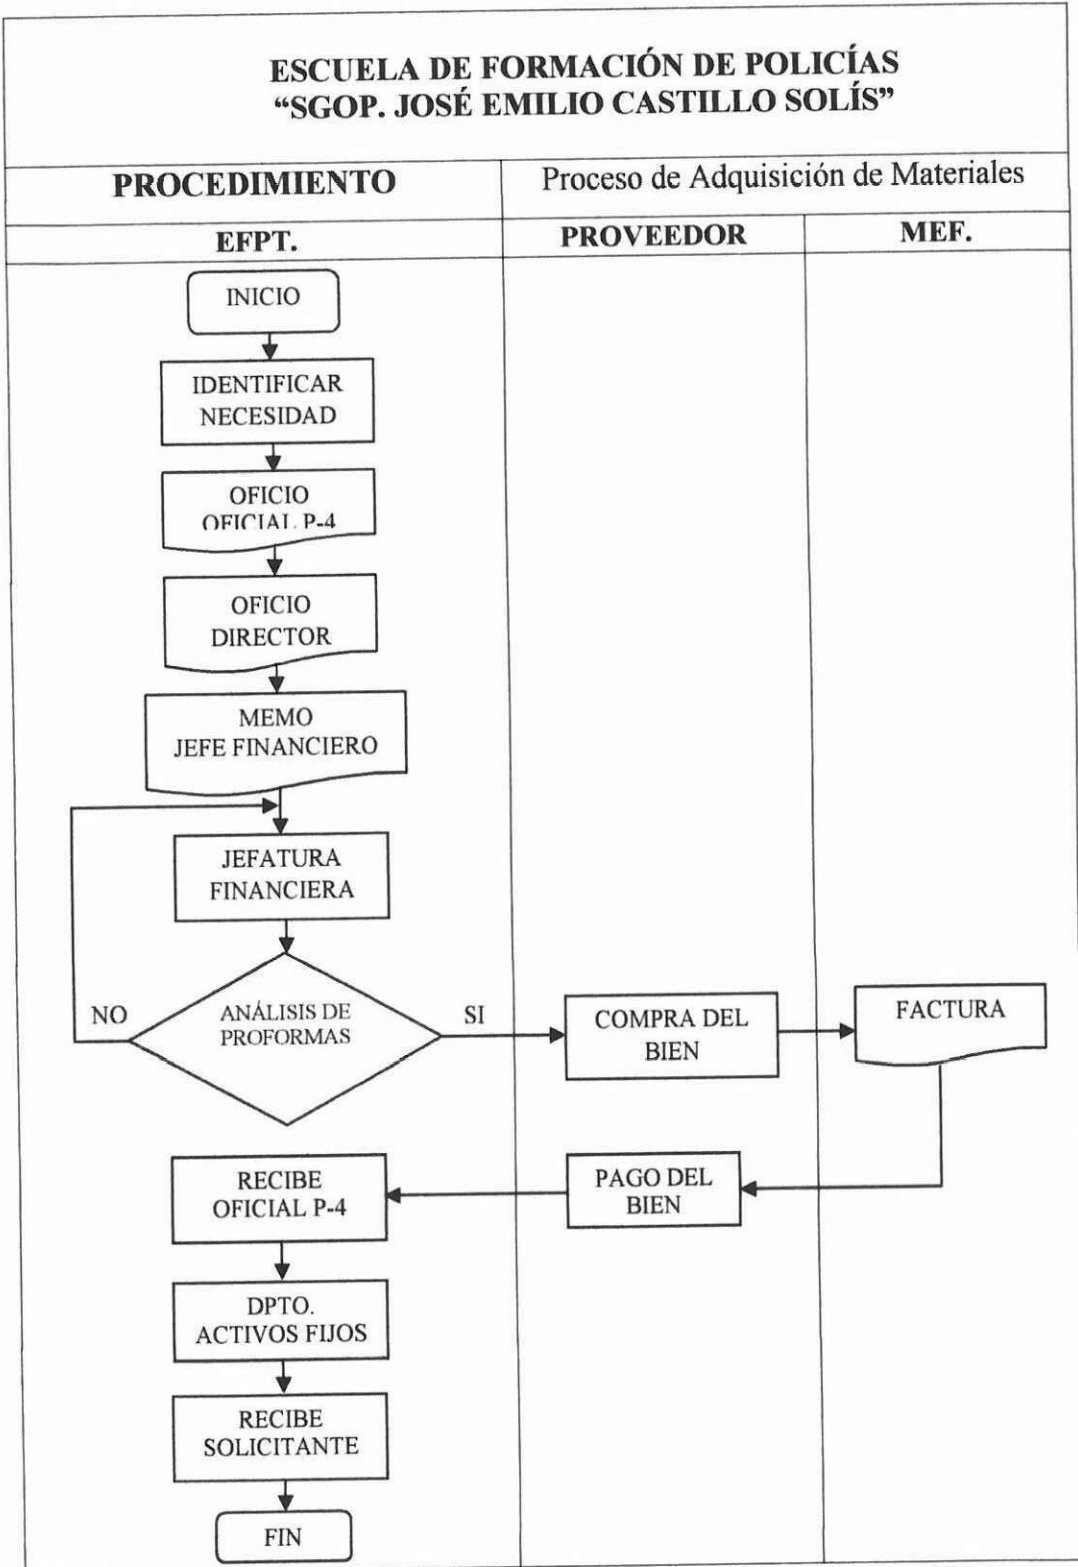 ESCUELA DE FORMACIÓN DE POLICÍAS
“SGOP. JOSÉ EMILIO CASTILLO SOLÍS”
PROCEDIMIENTO
Proceso de Adquisición de Materiales
EFPT.
PROVEEDOR
MEF.
INICIO
IDENTIFICAR
NECESIDAD
OFICIO
OFICIAL P-4
OFICIO
DIRECTOR
MEMO
JEFE FINANCIERO
JEFATURA
FINANCIERA
NO
ANÁLISIS DE
PROFORMAS
SI
COMPRA DEL
BIEN
FACTURA
RECIBE
OFICIAL P-4
PAGO DEL
BIEN
DPTO.
ACTIVOS FIJOS
RECIBE
SOLICITANTE
FIN